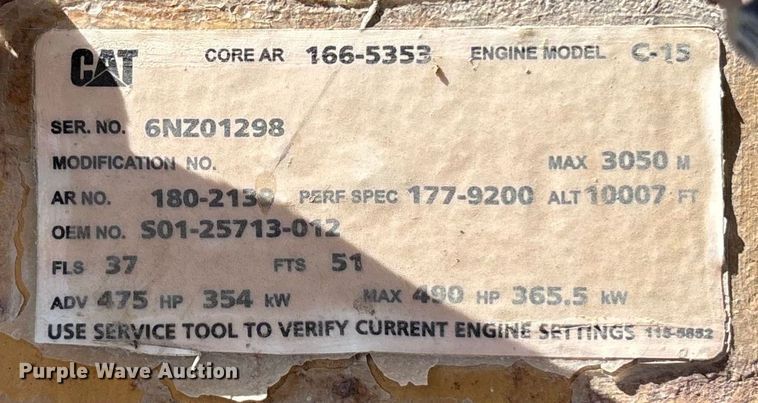 CAT CORE AR 166-5353 ENGINE MODEL C-15
SER. NO. 6NZ01298
MODIFICATION NO. MAX 3050 M
AR NO. 180-2139 PERF SPEC 177-9200 ALT 10007 FT
OEM NO. S01-25713-012
FLS 37 FTS 51
ADV 475 HP 354 kW MAX 490 HP 365.5 kW
USE SERVICE TOOL TO VERIFY CURRENT ENGINE SETTINGS
Purple Wave Auction